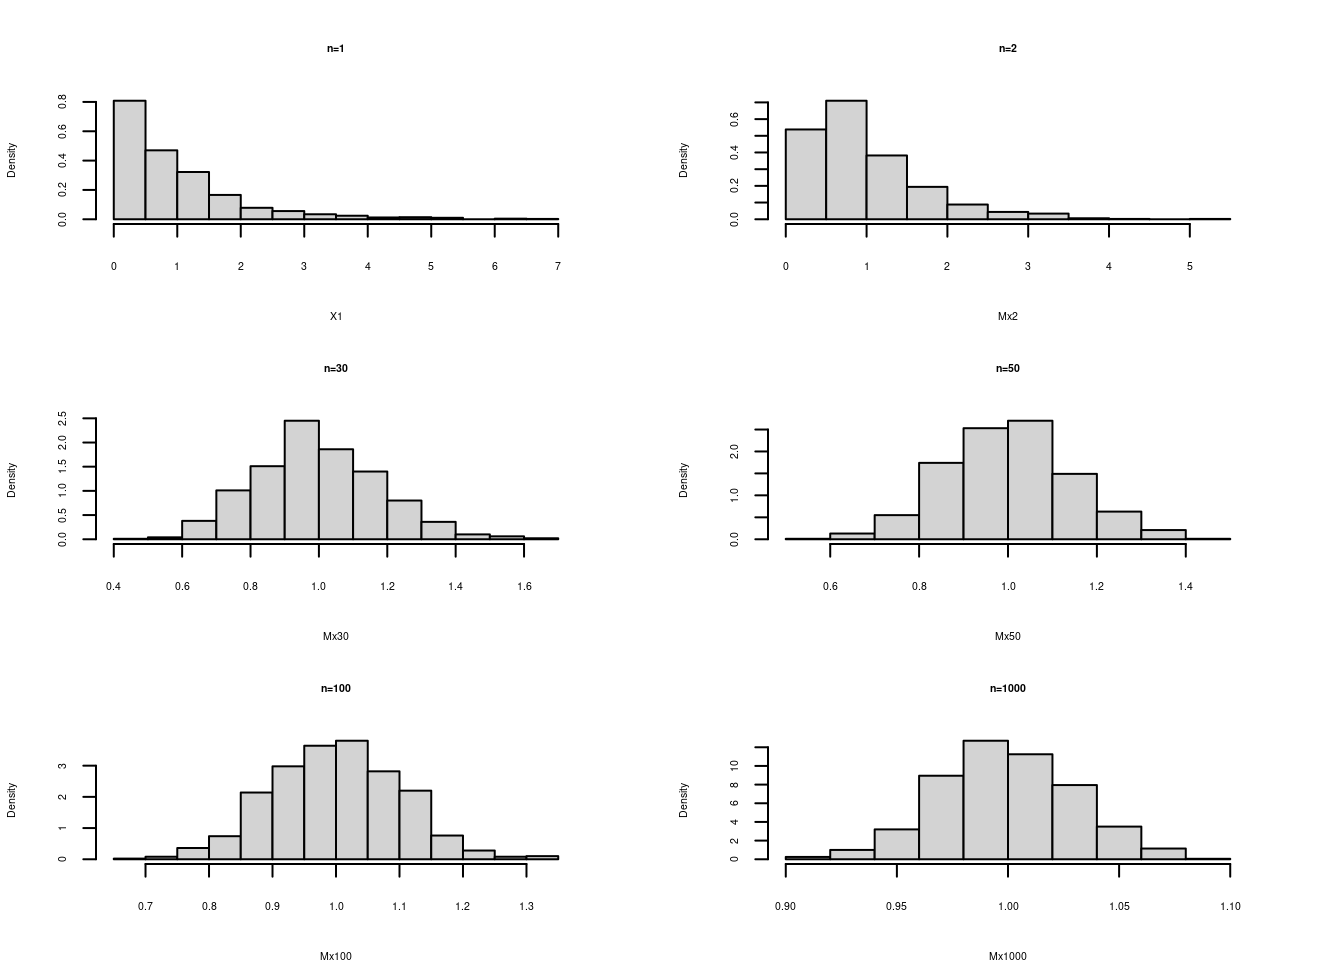 n=1
Density
0.0 0.2 0.4 0.6 0.8
0 1 2 3 4 5 6 7
X1
n=2
Density
0.0 0.2 0.4 0.6
0 1 2 3 4 5
Mx2
n=30
Density
0.0 0.5 1.0 1.5 2.0 2.5
0.4 0.6 0.8 1.0 1.2 1.4 1.6
Mx30
n=50
Density
0.0 1.0 2.0
0.6 0.8 1.0 1.2 1.4
Mx50
n=100
Density
0 1 2 3
0.7 0.8 0.9 1.0 1.1 1.2 1.3
Mx100
n=1000
Density
0 2 4 6 8 10
0.90 0.95 1.00 1.05 1.10
Mx1000